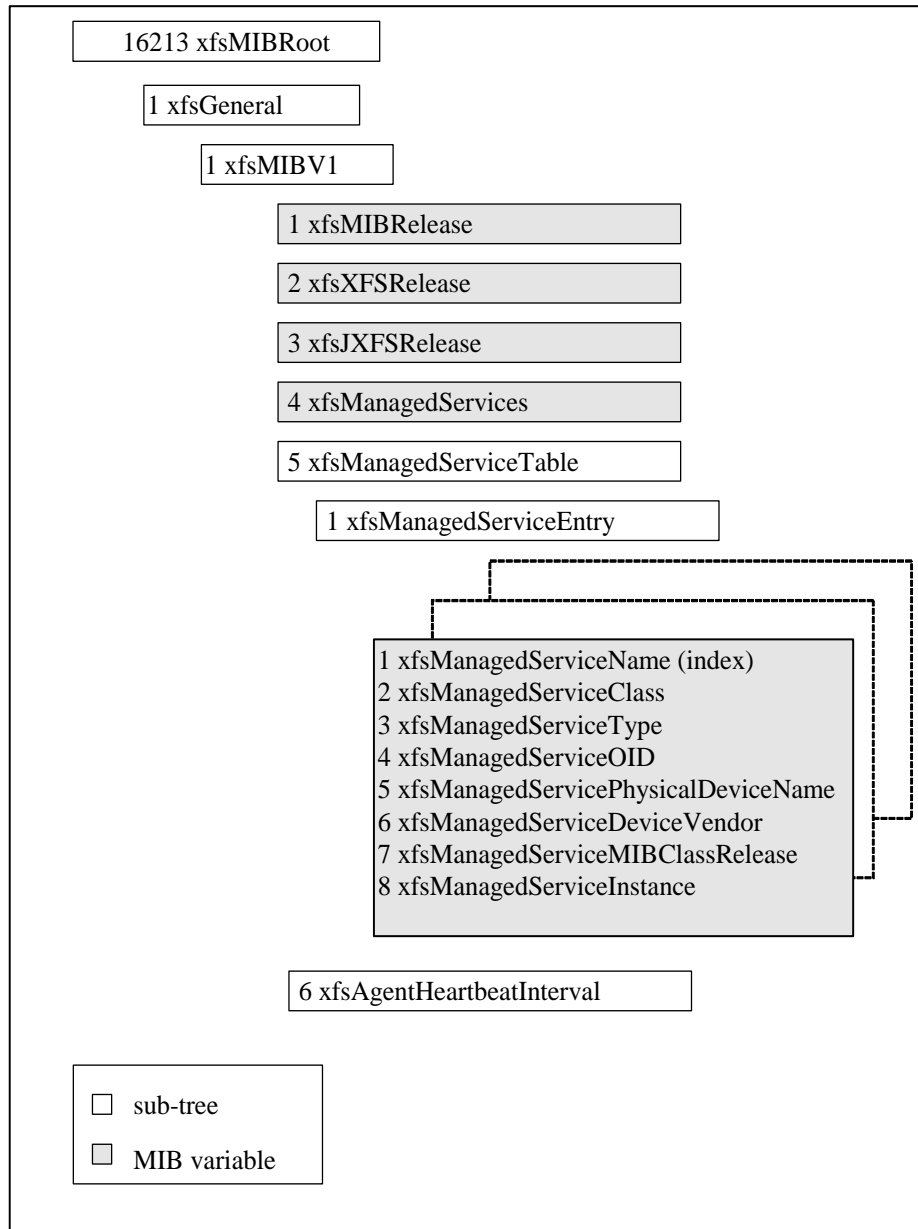 16213 xfsMIBRoot
1 xfsGeneral
1 xfsMIBV1
1 xfsMIBRelease
2 xfsXFSRelease
3 xfsJXFSRelease
4 xfsManagedServices
5 xfsManagedServiceTable
1 xfsManagedServiceEntry
1 xfsManagedServiceName (index)
2 xfsManagedServiceClass
3 xfsManagedServiceType
4 xfsManagedServiceOID
5 xfsManagedServicePhysicalDeviceName
6 xfsManagedServiceDeviceVendor
7 xfsManagedServiceMIBClassRelease
8 xfsManagedServiceInstance
6 xfsAgentHeartbeatInterval
sub-tree
MIB variable